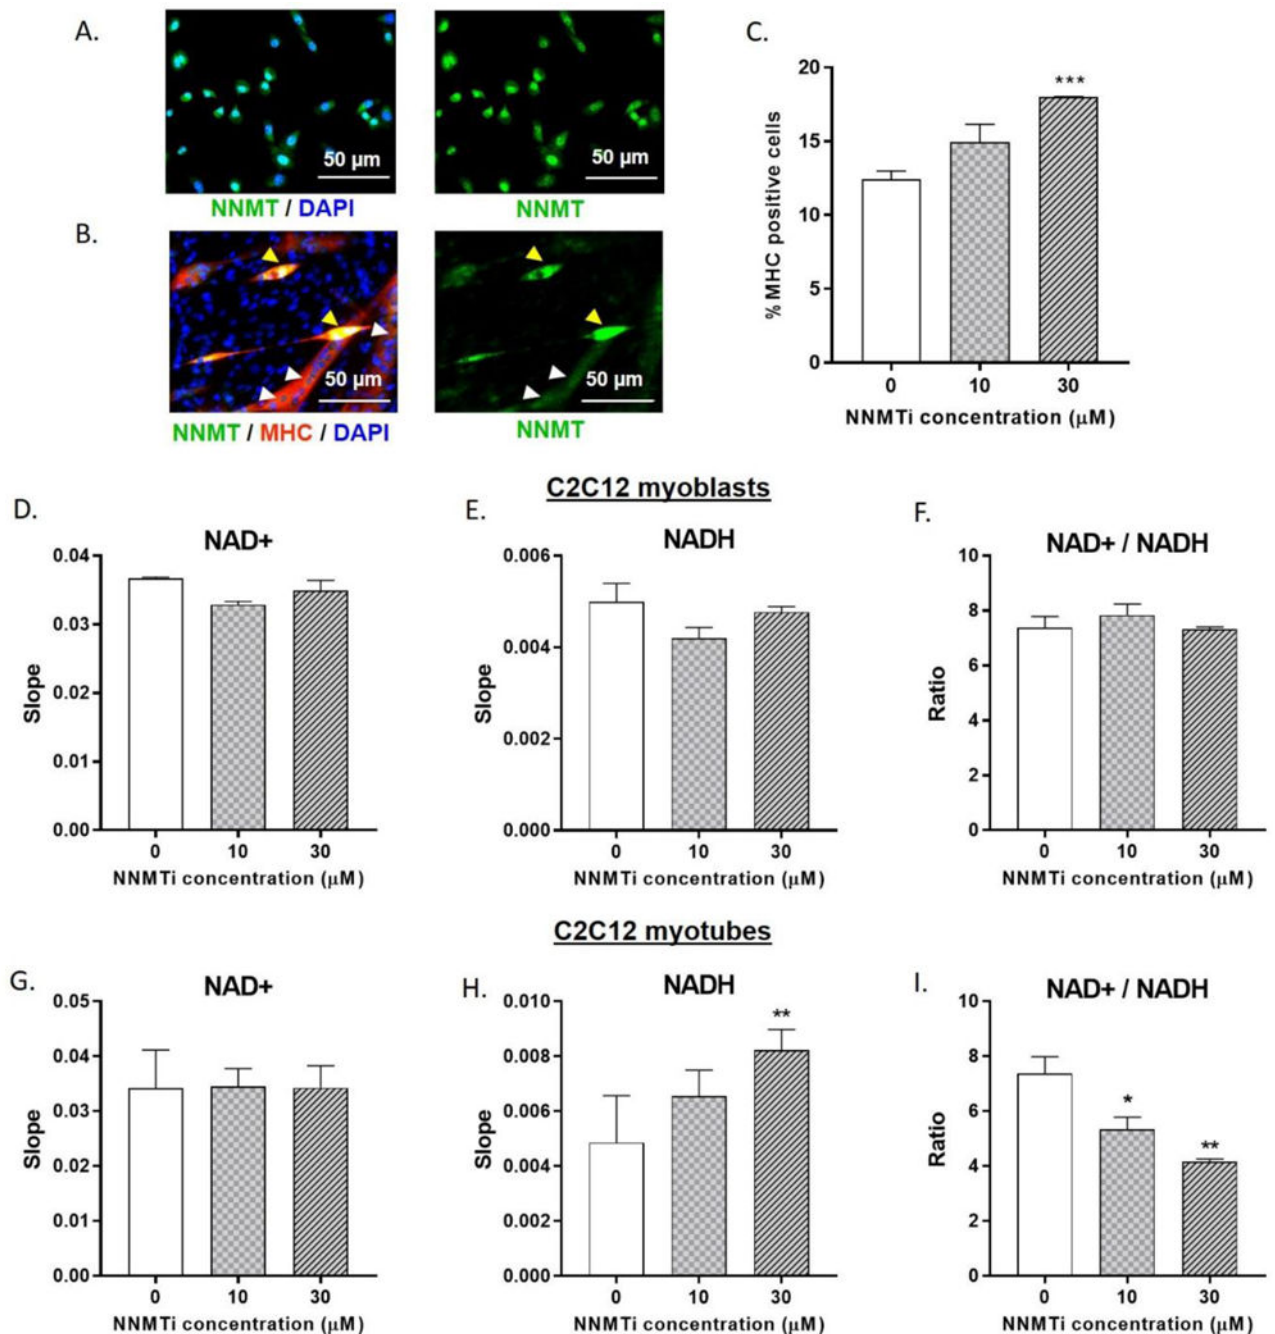 A.
50 μm
50 μm
NNMT / DAPI
NNMT
B.
50 μm
50 μm
NNMT / MHC / DAPI
NNMT
C.
20
15
10
5
0
% MHC positive cells
***
0 10 30
NNMTi concentration (μM)
C2C12 myoblasts
D.
NAD+
0.04
0.03
0.02
0.01
0.00
Slope
0 10 30
NNMTi concentration (μM)
E.
NADH
0.006
0.004
0.002
0.000
Slope
0 10 30
NNMTi concentration (μM)
F.
NAD+ / NADH
10
8
6
4
2
0
Ratio
0 10 30
NNMTi concentration (μM)
C2C12 myotubes
G.
NAD+
0.05
0.04
0.03
0.02
0.01
0.00
Slope
0 10 30
NNMTi concentration (μM)
H.
NADH
0.010
0.008
0.006
0.004
0.002
0.000
Slope
**
0 10 30
NNMTi concentration (μM)
I.
NAD+ / NADH
10
8
6
4
2
0
Ratio
*
**
0 10 30
NNMTi concentration (μM)